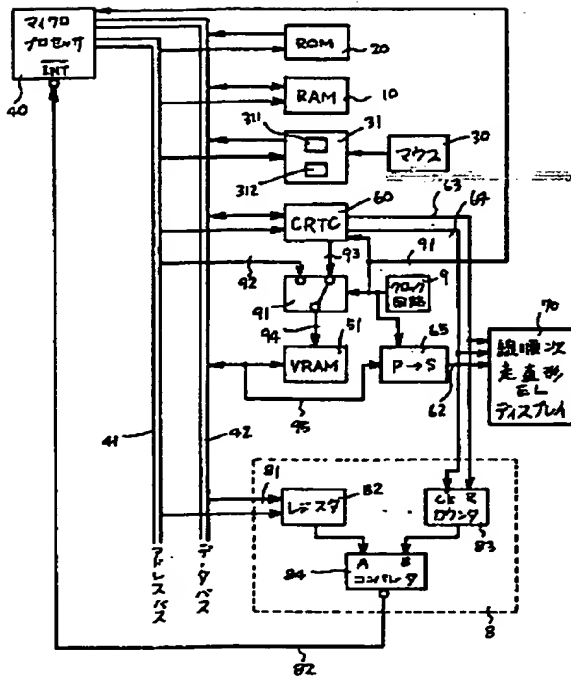 マイクロ
プロセッサ
INT
40
ROM
20
RAM
10
311
31
312
マウス
30
CRTC
60
63
64
91
93
92
91
クロック
回路
9
94
VRAM
51
P→S
65
62
95
70
線順次
走査形
EL
ディスプレイ
41
42
アドレスバス
データバス
81
レジスタ
82
CK R
カウンタ
83
84
A B
コンパレータ
8
82